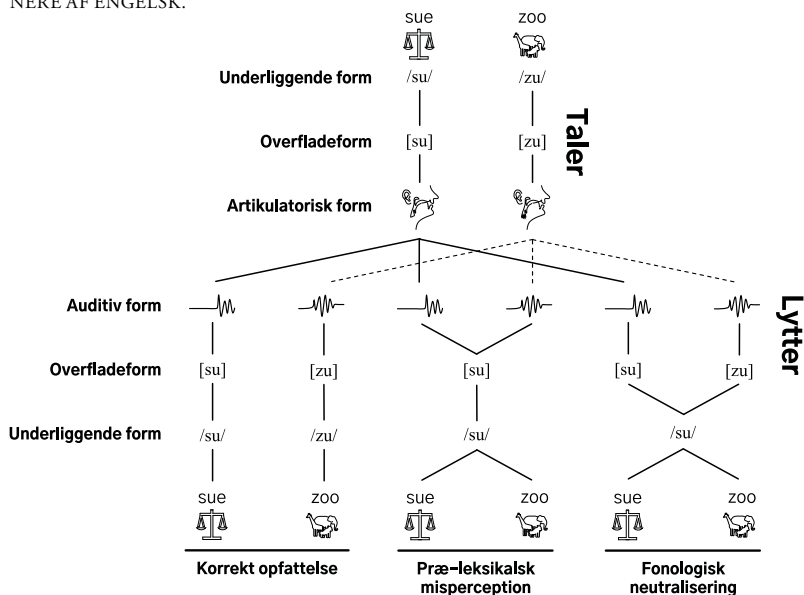 NERE AF ENGELSK.
sue zoo
Underliggende form /su/ /zu/
Taler
Overfladeform [su] [zu]
Artikulatorisk form
Auditiv form
Lytter
Overfladeform [su] [zu] [su] [su] [zu]
Underliggende form /su/ /zu/ /su/ /su/
sue zoo sue zoo sue zoo
Korrekt opfattelse Præ-leksikalsk Fonologisk
misperception neutralisering